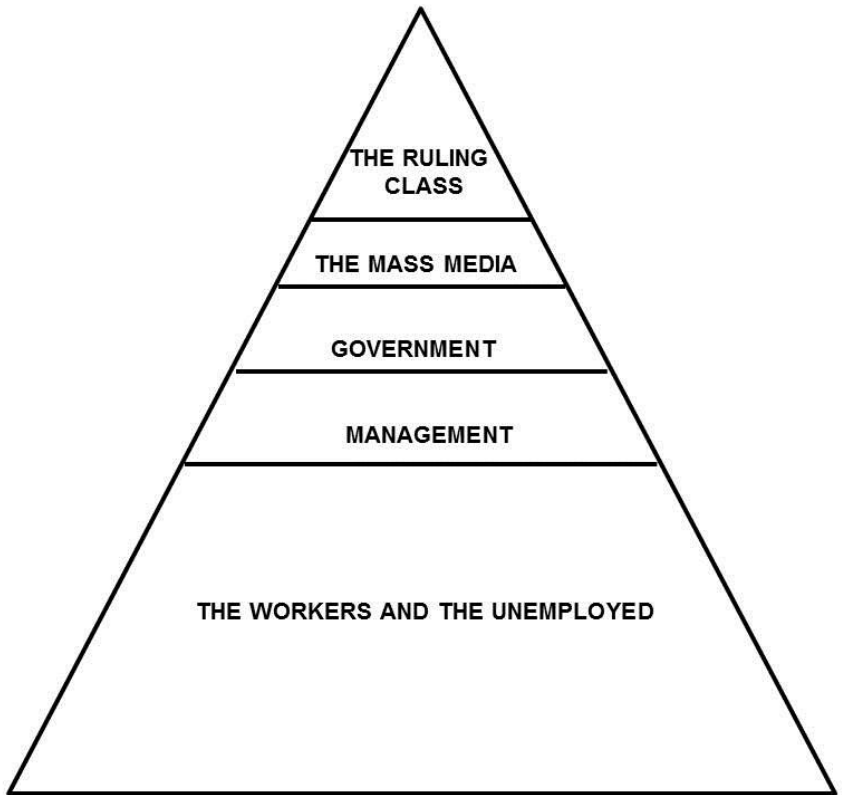 THE RULING
CLASS
THE MASS MEDIA
GOVERNMENT
MANAGEMENT
THE WORKERS AND THE UNEMPLOYED